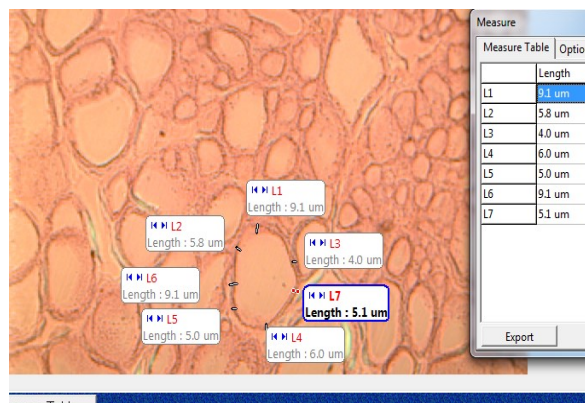 Measure
Measure Table Optio
Length
L1 9.1 um
L2 5.8 um
L3 4.0 um
L4 6.0 um
L5 5.0 um
L6 9.1 um
L7 5.1 um
Export
L1
Length : 9.1 um
L2
Length : 5.8 um
L3
Length : 4.0 um
L6
Length : 9.1 um
L7
Length : 5.1 um
L5
Length : 5.0 um
L4
Length : 6.0 um